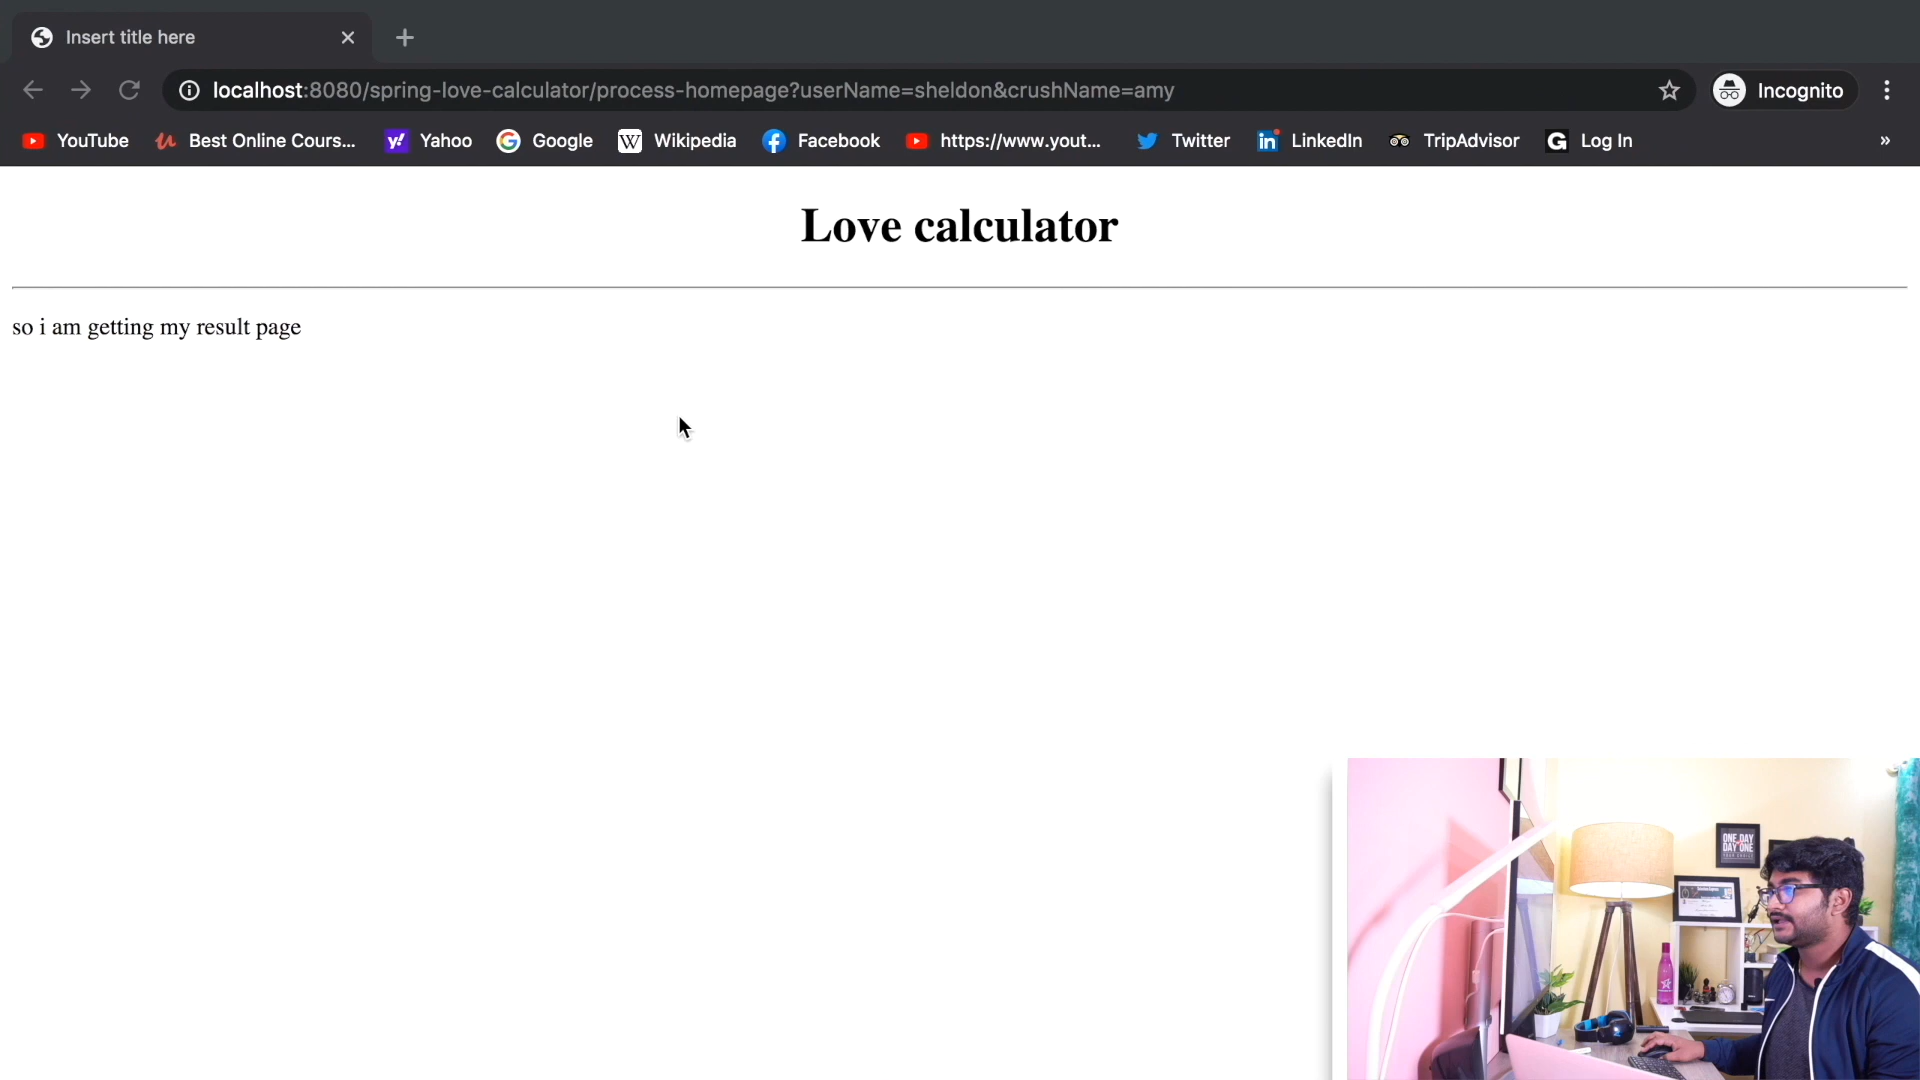 Insert title here
localhost:8080/spring-love-calculator/process-homepage?userName=sheldon&crushName=amy
Incognito
YouTube
Best Online Cours...
Yahoo
Google
Wikipedia
Facebook
https://www.yout...
Twitter
LinkedIn
TripAdvisor
Log In
Love calculator
so i am getting my result page
ONE DAY
DAY ONE
YOUR CHOICE